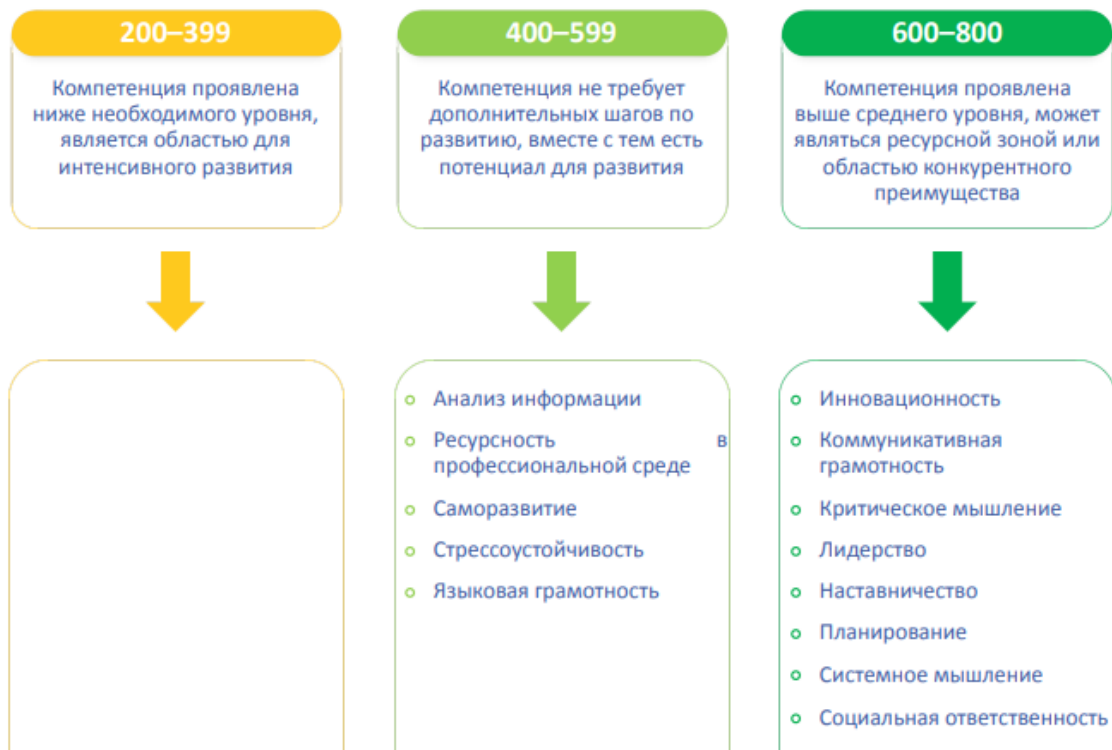 200–399
Компетенция проявлена
ниже необходимого уровня,
является областью для
интенсивного развития
400–599
Компетенция не требует
дополнительных шагов по
развитию, вместе с тем есть
потенциал для развития
600–800
Компетенция проявлена
выше среднего уровня, может
являться ресурсной зоной или
областью конкурентного
преимущества
Анализ информации
Ресурсность в
профессиональной среде
Саморазвитие
Стрессоустойчивость
Языковая грамотность
Инновационность
Коммуникативная
грамотность
Критическое мышление
Лидерство
Наставничество
Планирование
Системное мышление
Социальная ответственность